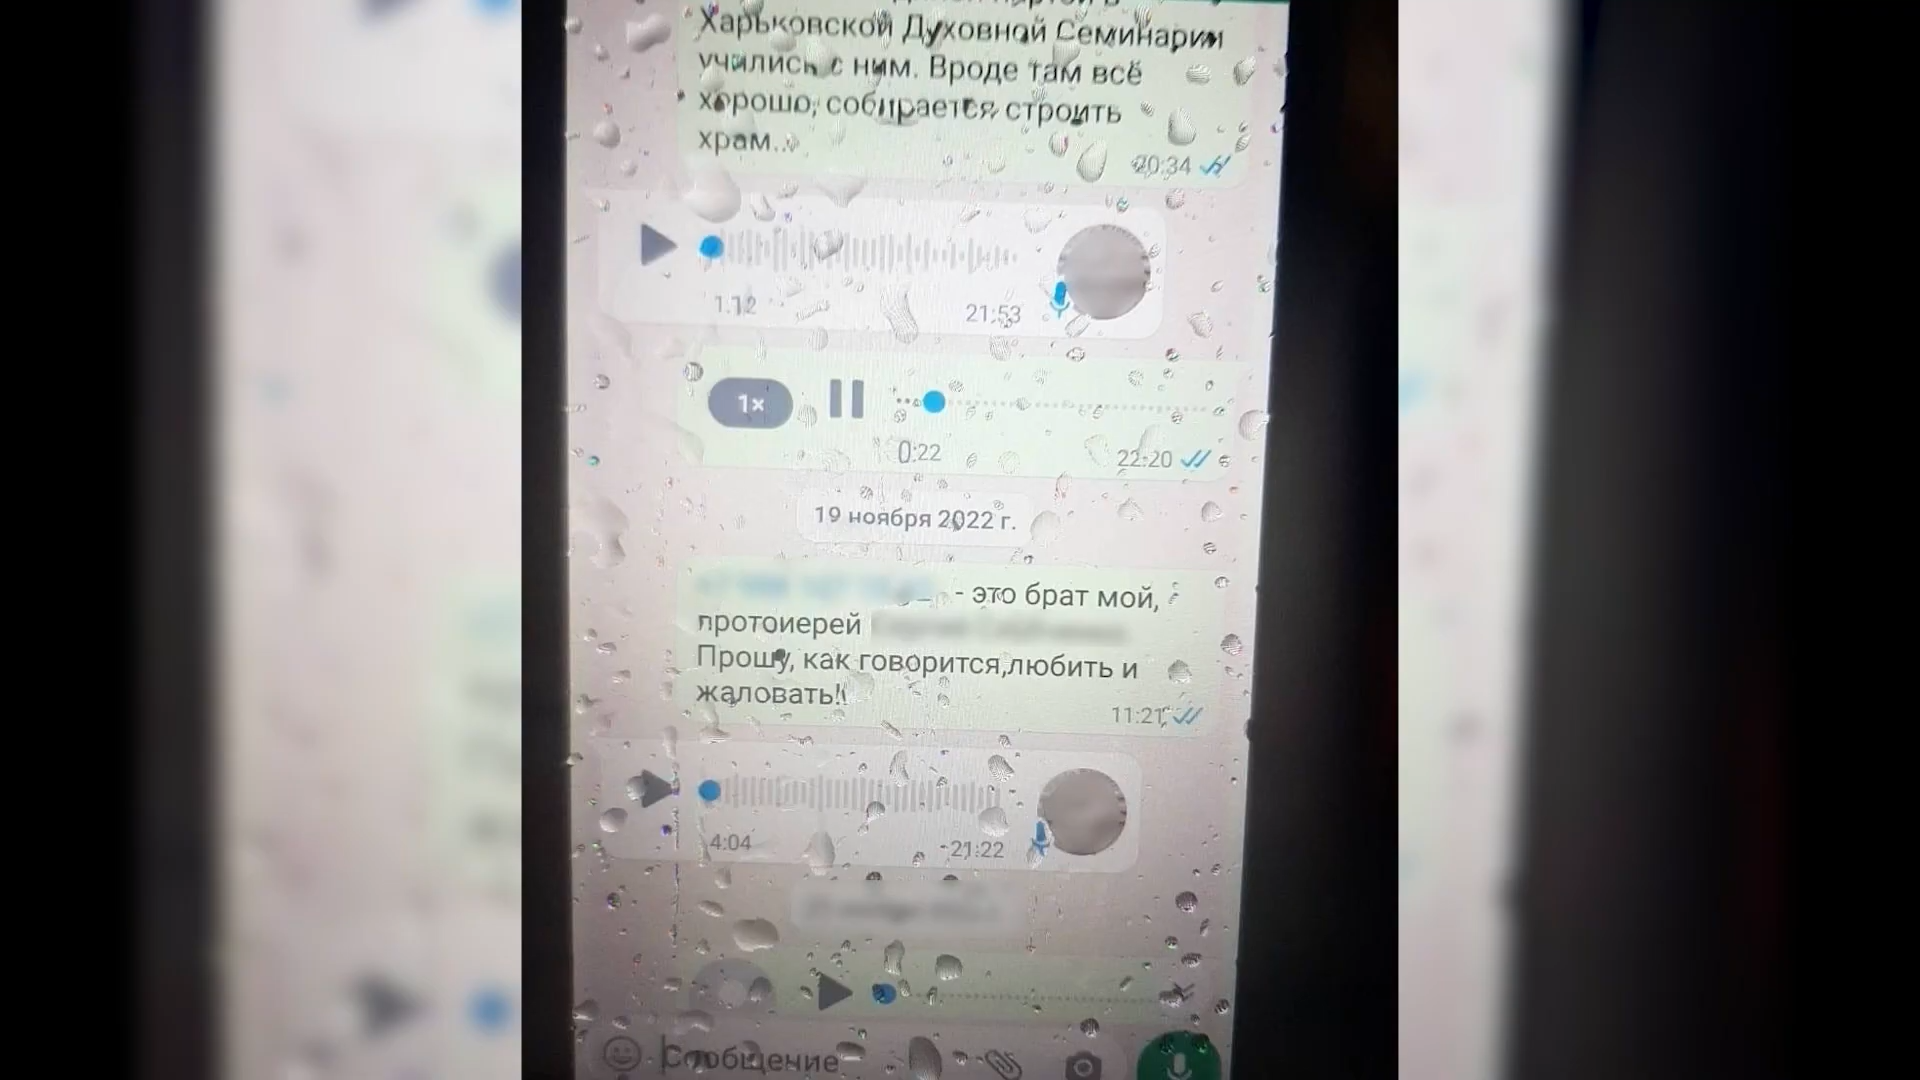 Харьковской Духовной Семинарии
учились с ним. Вроде там всё
хорошо, собирается строить
храм...
20:34
1:12
21:53
1×
0:22
22:20
19 ноября 2022 г.
- это брат мой,
протоиерей
Прошу, как говорится,любить и
жаловать!
11:21
4:04
21:22
Сообщение